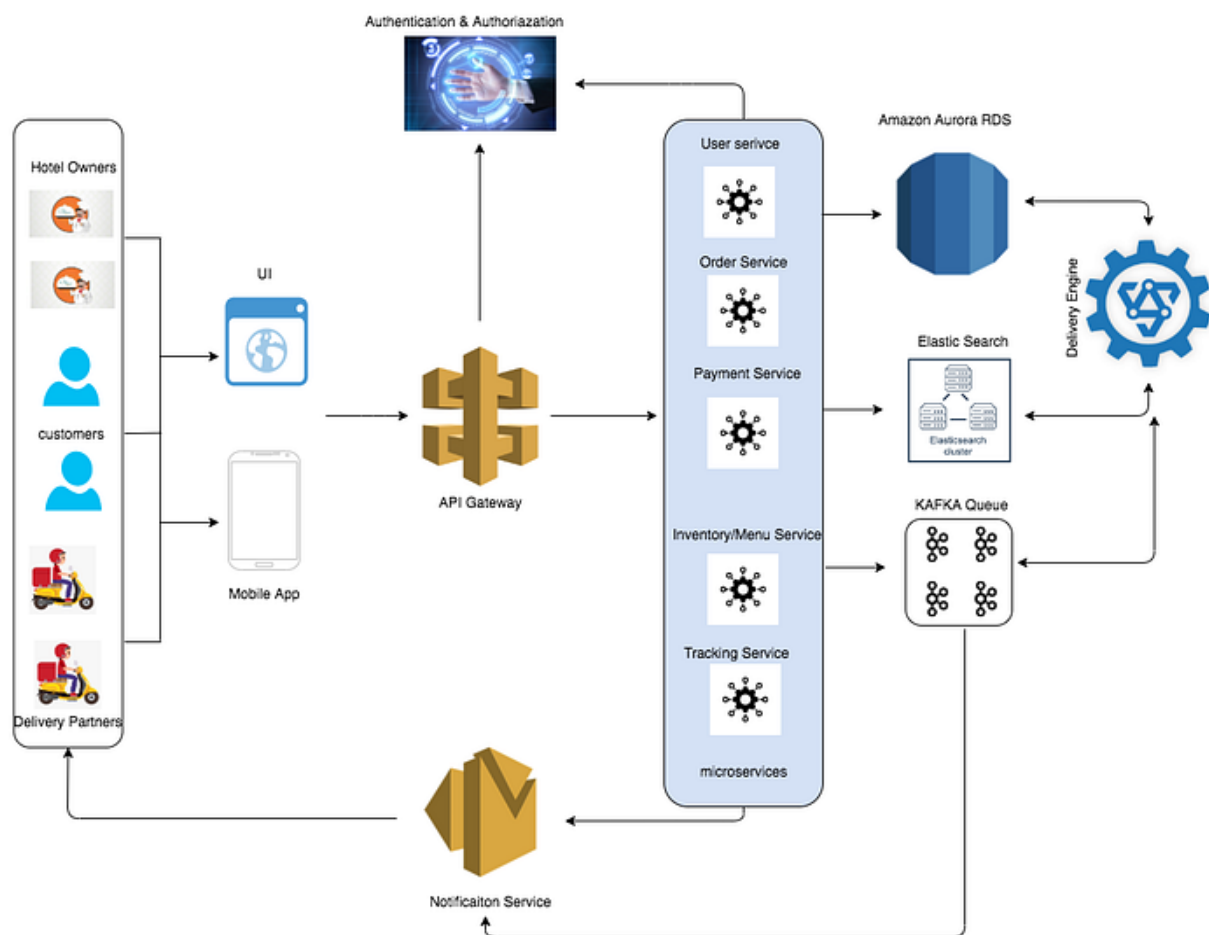 Authentication & Authoriazation
Hotel Owners
customers
Delivery Partners
UI
Mobile App
API Gateway
User serivce
Order Service
Payment Service
Inventory/Menu Service
Tracking Service
microservices
Amazon Aurora RDS
Elastic Search
Elasticsearch
cluster
KAFKA Queue
Delivery Engine
Notificaiton Service